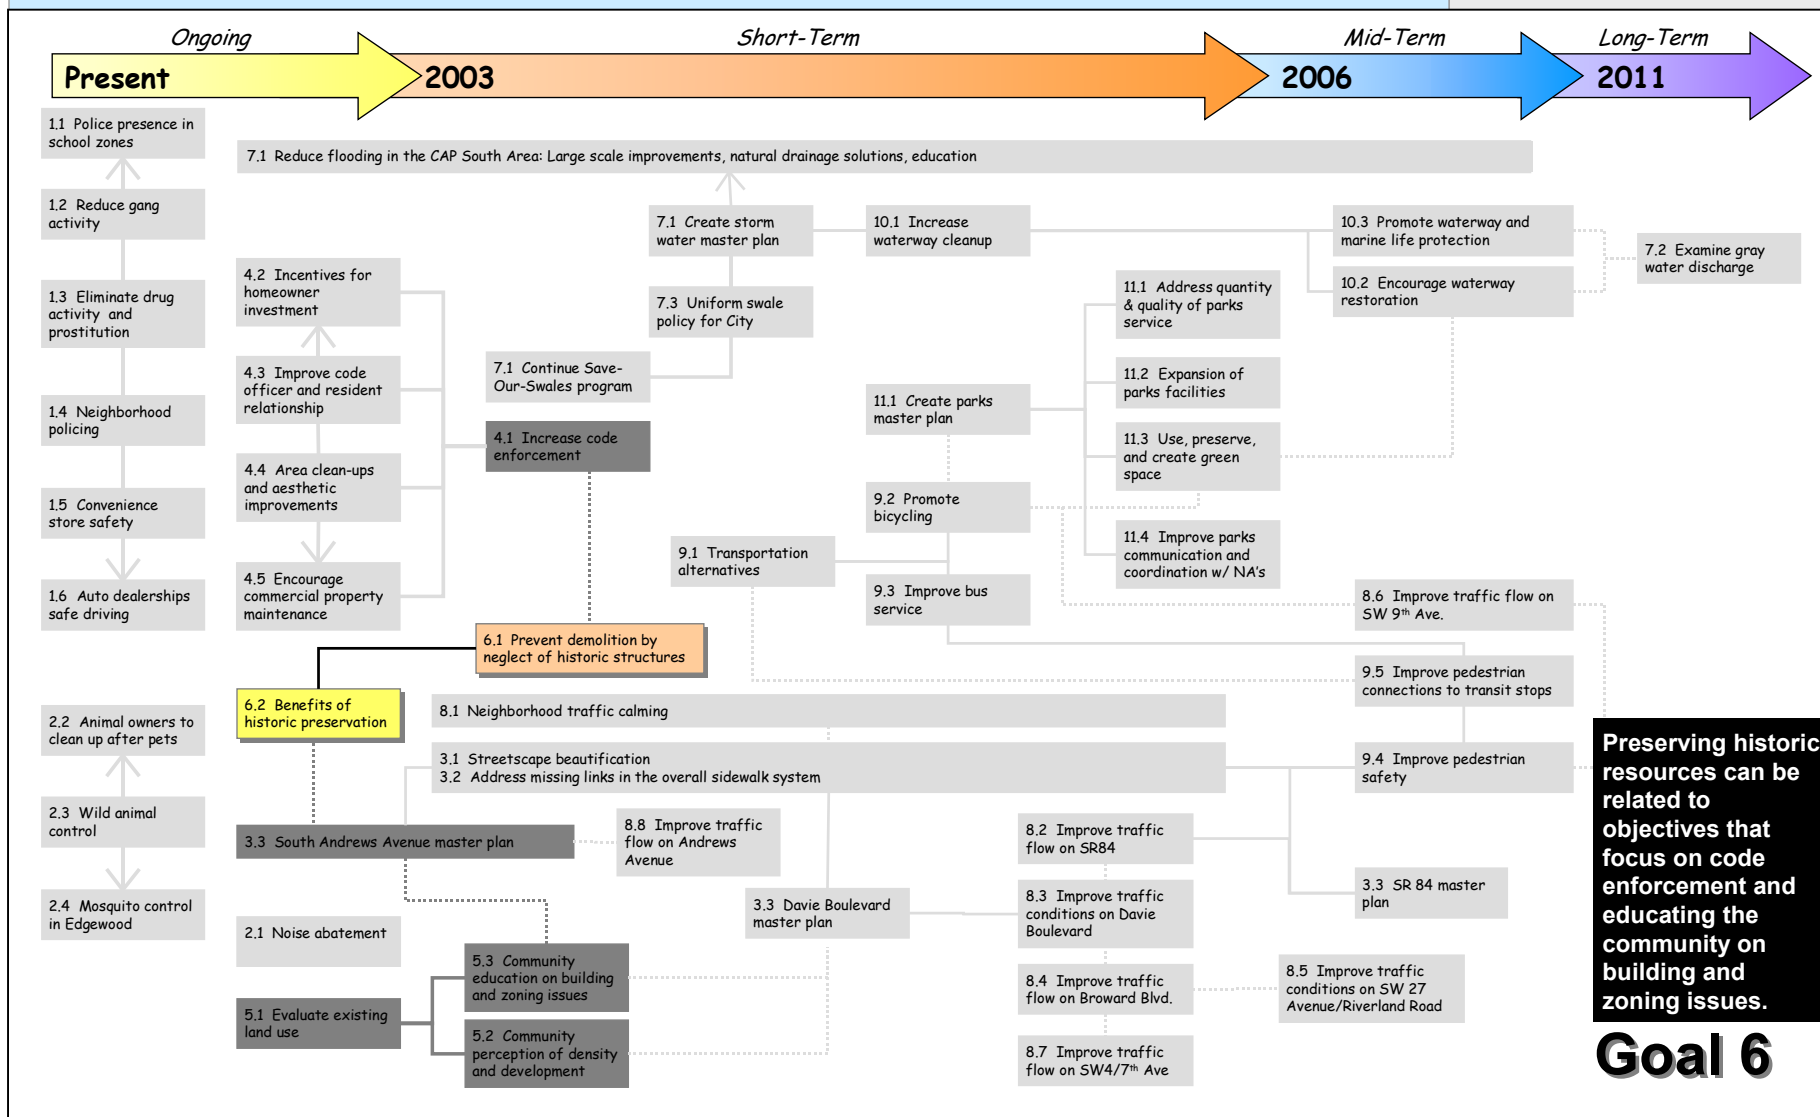 Ongoing
Short-Term
Mid-Term
Long-Term
Present
2003
2006
2011
1.1 Police presence in
school zones
7.1 Reduce flooding in the CAP South Area: Large scale improvements, natural drainage solutions, education
1.2 Reduce gang
activity
7.1 Create storm
water master plan
10.1 Increase
waterway cleanup
10.3 Promote waterway and
marine life protection
7.2 Examine gray
water discharge
4.2 Incentives for
homeowner
investment
10.2 Encourage waterway
restoration
1.3 Eliminate drug
activity and
prostitution
7.3 Uniform swale
policy for City
11.1 Address quantity
& quality of parks
service
4.3 Improve code
officer and resident
relationship
7.1 Continue Save-
Our-Swales program
11.2 Expansion of
parks facilities
1.4 Neighborhood
policing
11.1 Create parks
master plan
4.1 Increase code
enforcement
11.3 Use, preserve,
and create green
space
4.4 Area clean-ups
and aesthetic
improvements
1.5 Convenience
store safety
9.2 Promote
bicycling
9.1 Transportation
alternatives
11.4 Improve parks
communication and
coordination w/ NA's
4.5 Encourage
commercial property
maintenance
1.6 Auto dealerships
safe driving
9.3 Improve bus
service
8.6 Improve traffic flow on
SW 9th Ave.
6.1 Prevent demolition by
neglect of historic structures
9.5 Improve pedestrian
connections to transit stops
6.2 Benefits of
historic preservation
8.1 Neighborhood traffic calming
2.2 Animal owners to
clean up after pets
3.1 Streetscape beautification
3.2 Address missing links in the overall sidewalk system
9.4 Improve pedestrian
safety
2.3 Wild animal
control
3.3 South Andrews Avenue master plan
8.8 Improve traffic
flow on Andrews
Avenue
8.2 Improve traffic
flow on SR84
2.4 Mosquito control
in Edgewood
3.3 Davie Boulevard
master plan
8.3 Improve traffic
conditions on Davie
Boulevard
3.3 SR 84 master
plan
2.1 Noise abatement
5.3 Community
education on building
and zoning issues
8.4 Improve traffic
flow on Broward Blvd.
8.5 Improve traffic
conditions on SW 27
Avenue/Riverland Road
5.1 Evaluate existing
land use
5.2 Community
perception of density
and development
8.7 Improve traffic
flow on SW4/7th Ave
Preserving historic
resources can be
related to
objectives that
focus on code
enforcement and
educating the
community on
building and
zoning issues.
Goal 6